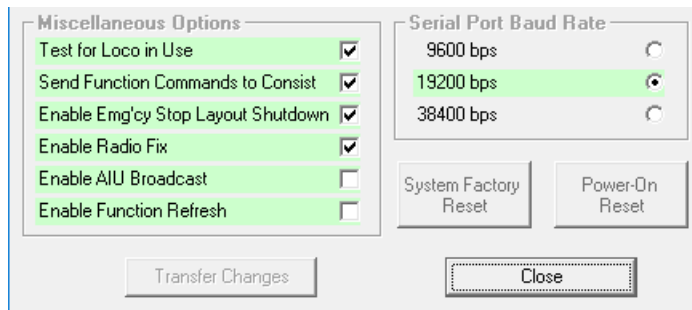 Miscellaneous Options
Test for Loco in Use
Send Function Commands to Consist
Enable Emg'cy Stop Layout Shutdown
Enable Radio Fix
Enable AIU Broadcast
Enable Function Refresh
Serial Port Baud Rate
9600 bps
19200 bps
38400 bps
System Factory
Reset
Power-On
Reset
Transfer Changes
Close